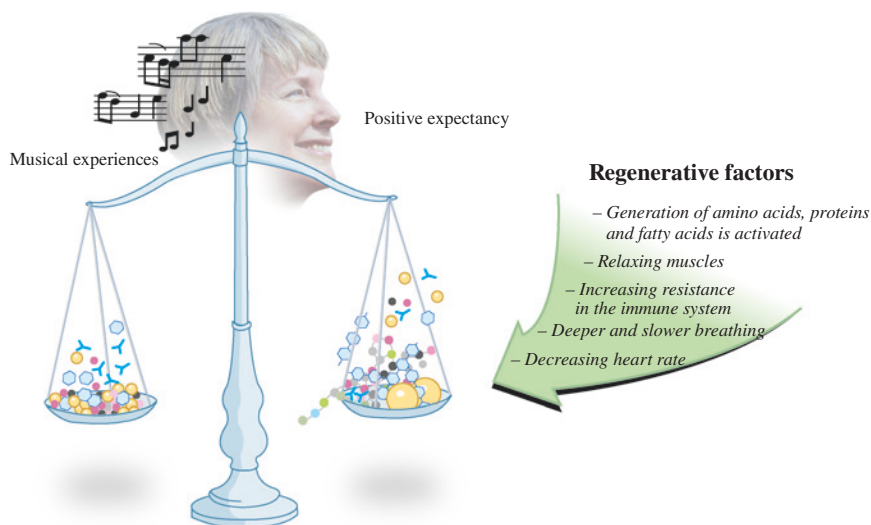 Positive expectancy
Musical experiences
Regenerative factors
– Generation of amino acids, proteins
and fatty acids is activated
– Relaxing muscles
– Increasing resistance
in the immune system
– Deeper and slower breathing
– Decreasing heart rate